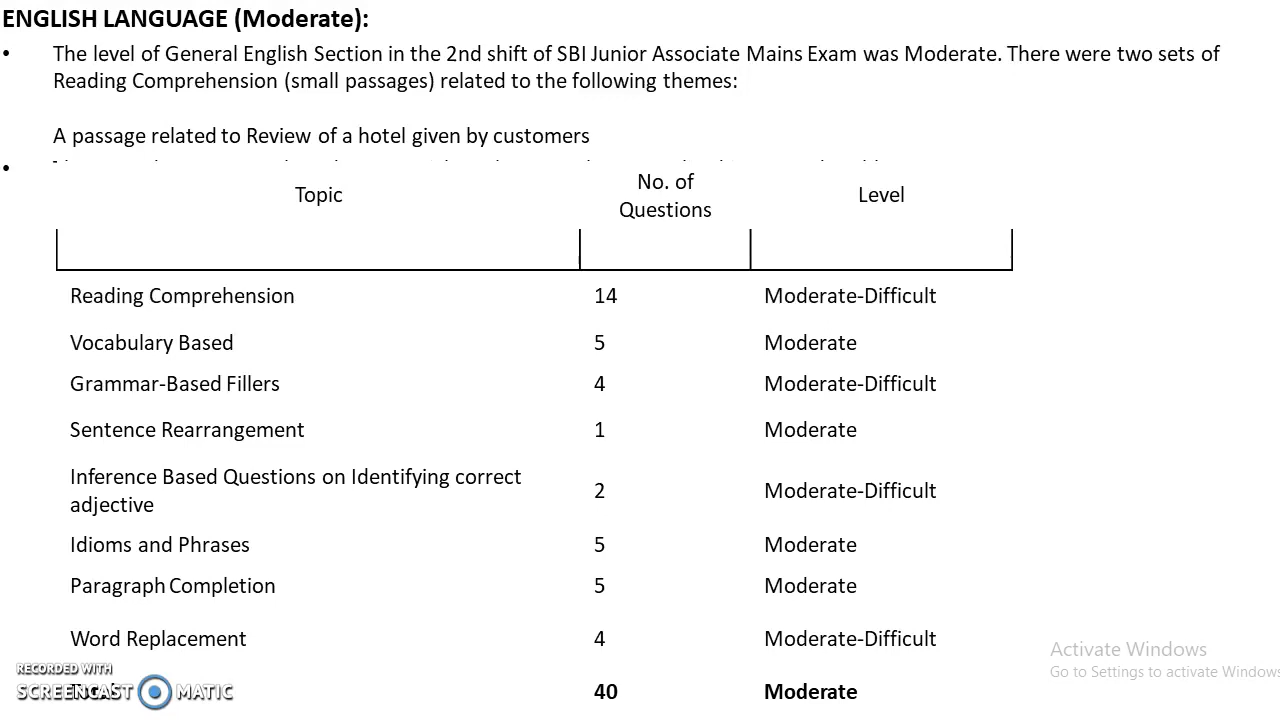 ENGLISH LANGUAGE (Moderate):
• The level of General English Section in the 2nd shift of SBI Junior Associate Mains Exam was Moderate. There were two sets of
Reading Comprehension (small passages) related to the following themes:
A passage related to Review of a hotel given by customers
•
Topic No. of Questions Level
Reading Comprehension 14 Moderate-Difficult
Vocabulary Based 5 Moderate
Grammar-Based Fillers 4 Moderate-Difficult
Sentence Rearrangement 1 Moderate
Inference Based Questions on Identifying correct
adjective 2 Moderate-Difficult
Idioms and Phrases 5 Moderate
Paragraph Completion 5 Moderate
Word Replacement 4 Moderate-Difficult
40 Moderate
Activate Windows
Go to Settings to activate Windows
RECORDED WITH
SCREENCAST MATIC